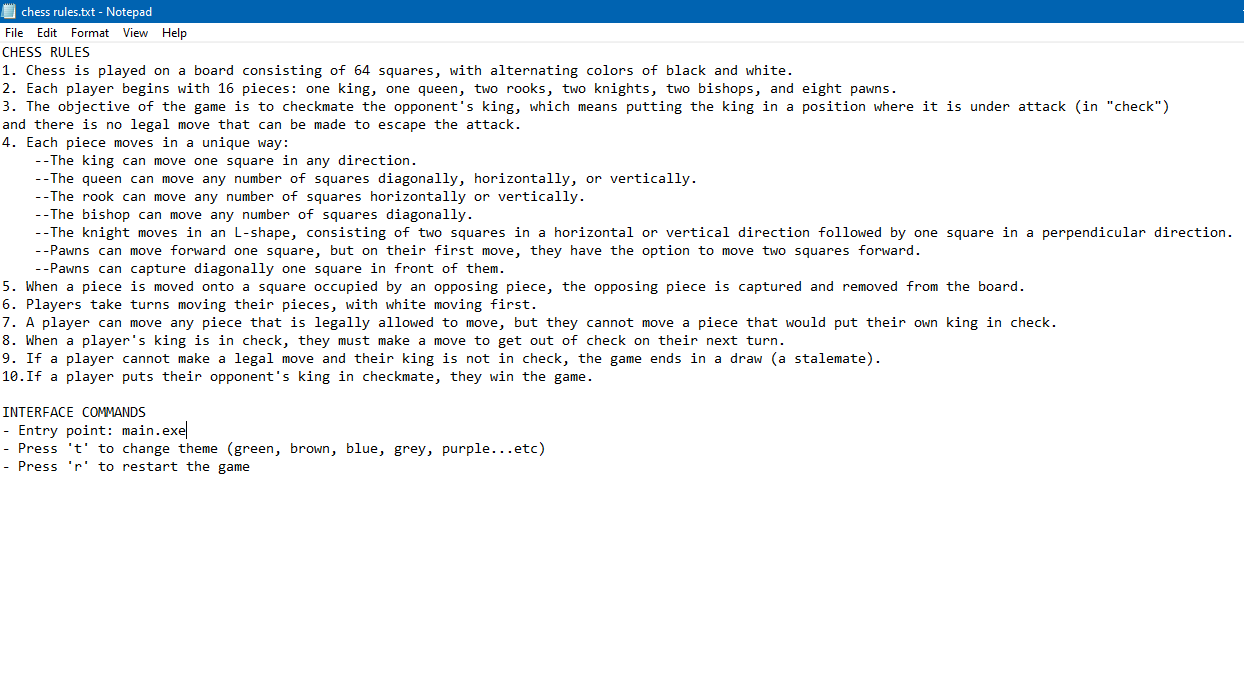 chess rules.txt - Notepad
File Edit Format View Help
CHESS RULES
1. Chess is played on a board consisting of 64 squares, with alternating colors of black and white.
2. Each player begins with 16 pieces: one king, one queen, two rooks, two knights, two bishops, and eight pawns.
3. The objective of the game is to checkmate the opponent's king, which means putting the king in a position where it is under attack (in "check")
and there is no legal move that can be made to escape the attack.
4. Each piece moves in a unique way:
--The king can move one square in any direction.
--The queen can move any number of squares diagonally, horizontally, or vertically.
--The rook can move any number of squares horizontally or vertically.
--The bishop can move any number of squares diagonally.
--The knight moves in an L-shape, consisting of two squares in a horizontal or vertical direction followed by one square in a perpendicular direction.
--Pawns can move forward one square, but on their first move, they have the option to move two squares forward.
--Pawns can capture diagonally one square in front of them.
5. When a piece is moved onto a square occupied by an opposing piece, the opposing piece is captured and removed from the board.
6. Players take turns moving their pieces, with white moving first.
7. A player can move any piece that is legally allowed to move, but they cannot move a piece that would put their own king in check.
8. When a player's king is in check, they must make a move to get out of check on their next turn.
9. If a player cannot make a legal move and their king is not in check, the game ends in a draw (a stalemate).
10.If a player puts their opponent's king in checkmate, they win the game.
INTERFACE COMMANDS
- Entry point: main.exe
- Press 't' to change theme (green, brown, blue, grey, purple...etc)
- Press 'r' to restart the game